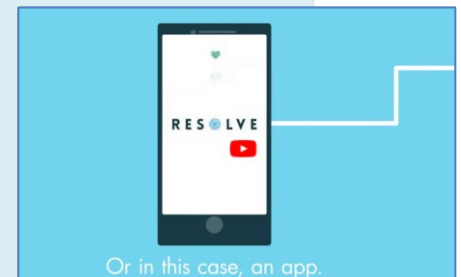 RESOLVE
Or in this case, an app.